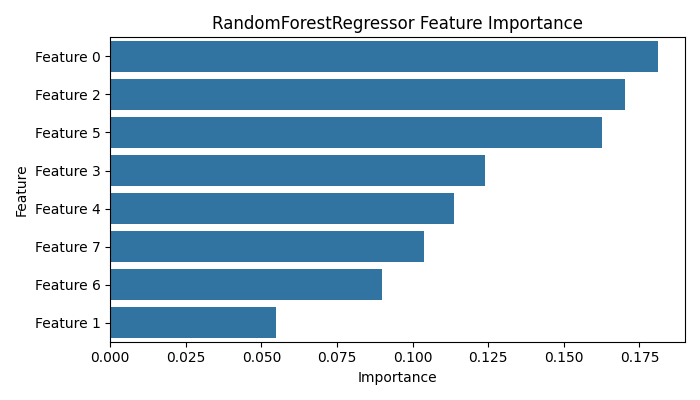 RandomForestRegressor Feature Importance
Feature 0
Feature 2
Feature 5
Feature 3
Feature 4
Feature 7
Feature 6
Feature 1
Feature
0.000 0.025 0.050 0.075 0.100 0.125 0.150 0.175
Importance